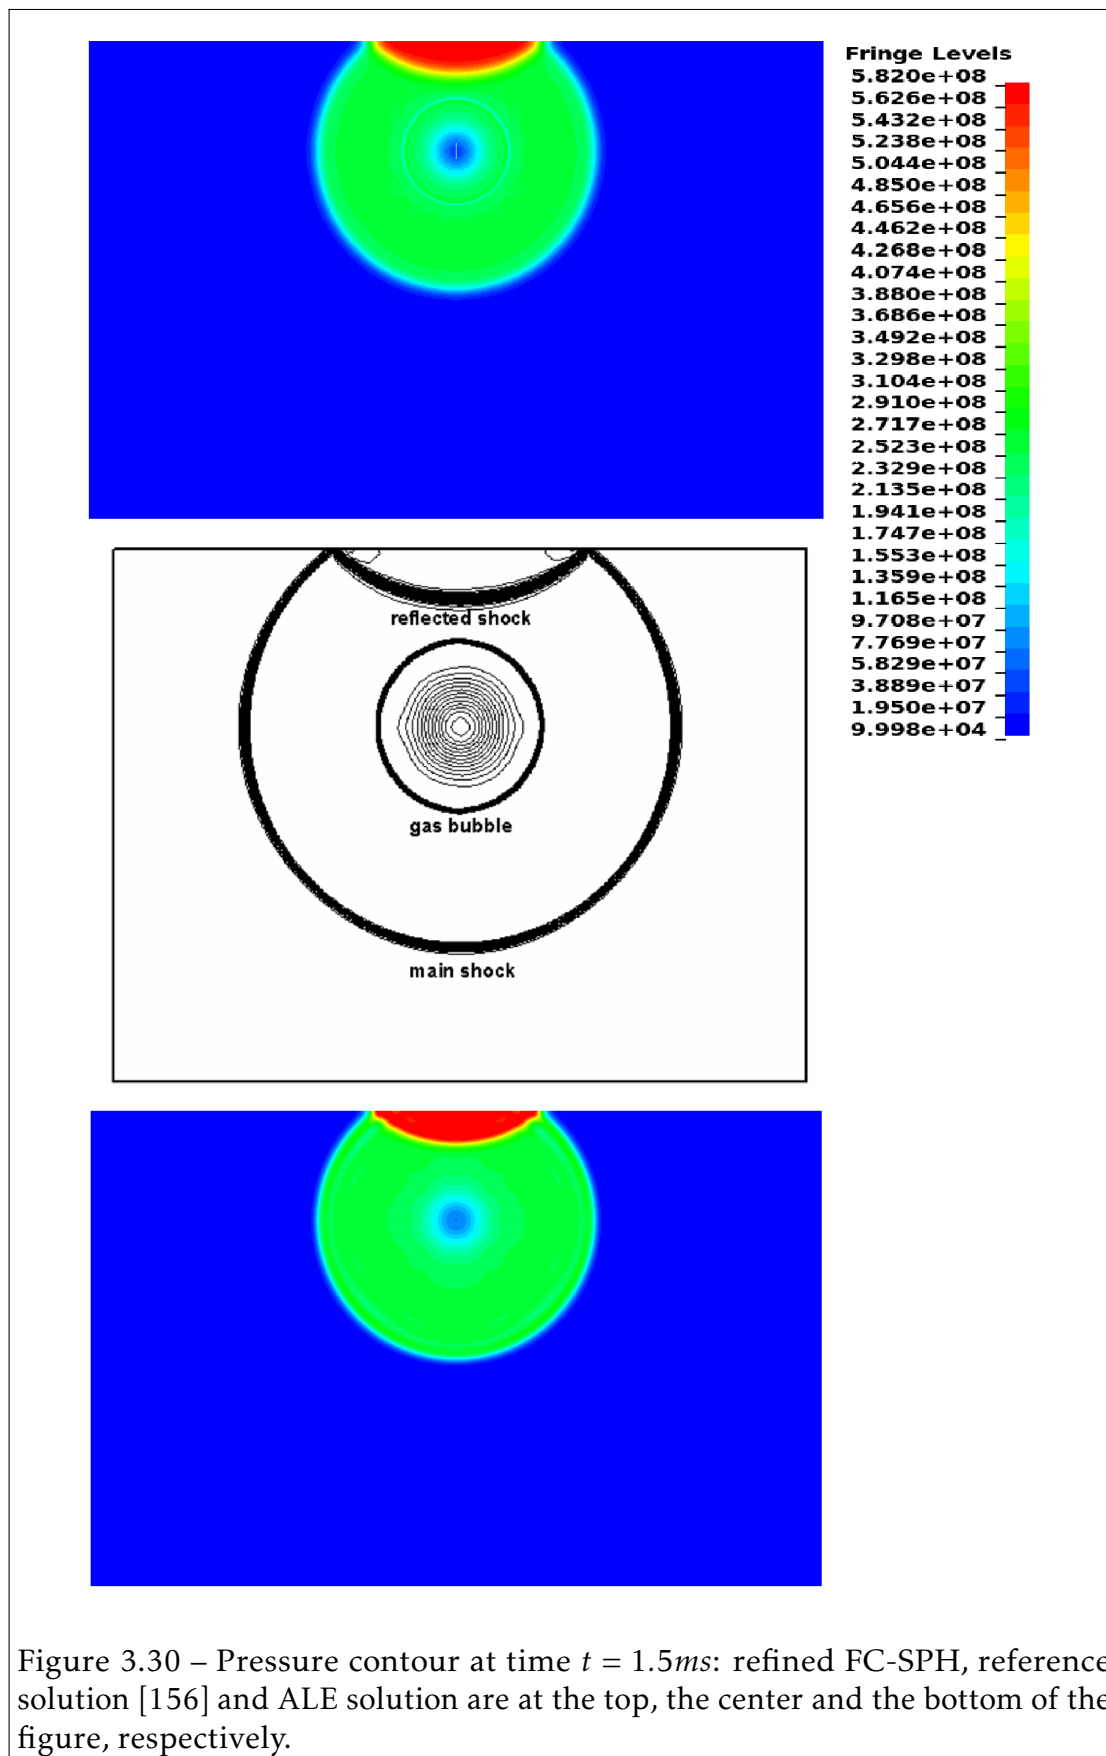 Fringe Levels
5.820e+08
5.626e+08
5.432e+08
5.238e+08
5.044e+08
4.850e+08
4.656e+08
4.462e+08
4.268e+08
4.074e+08
3.880e+08
3.686e+08
3.492e+08
3.298e+08
3.104e+08
2.910e+08
2.717e+08
2.523e+08
2.329e+08
2.135e+08
1.941e+08
1.747e+08
1.553e+08
1.359e+08
1.165e+08
9.708e+07
7.769e+07
5.829e+07
3.889e+07
1.950e+07
9.998e+04
reflected shock
gas bubble
main shock
Figure 3.30 – Pressure contour at time t = 1.5ms: refined FC-SPH, reference
solution [156] and ALE solution are at the top, the center and the bottom of the
figure, respectively.